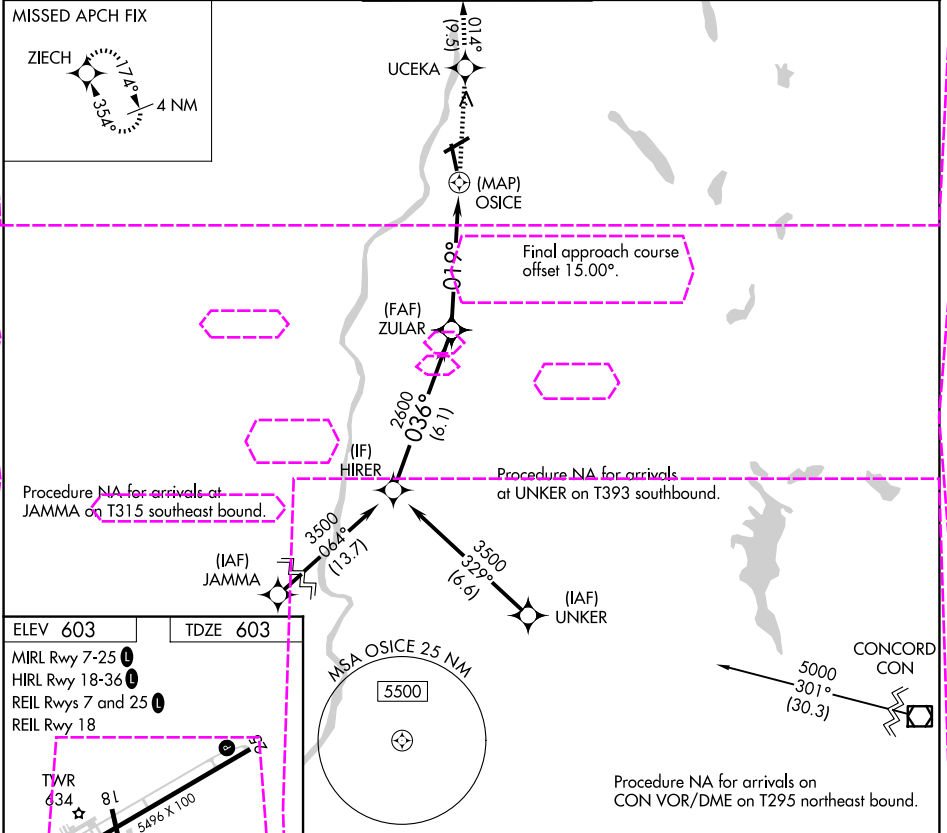 MISSED APCH FIX
ZIECH
174°
354°
4 NM
014°
(9.5)
UCEKA
(MAP)
OSICE
Final approach course
offset 15.00°.
019°
(FAF)
ZULAR
2600
036°
(6.1)
(IF)
HIRER
Procedure NA for arrivals at
JAMMA on T315 southeast bound.
Procedure NA for arrivals
at UNKER on T393 southbound.
3500
064°
(13.7)
(IAF)
JAMMA
3500
329°
(6.6)
(IAF)
UNKER
MSA OSICE 25 NM
5500
CONCORD
CON
5000
301°
(30.3)
Procedure NA for arrivals on
CON VOR/DME on T295 northeast bound.
ELEV 603
TDZE 603
MIRL Rwy 7-25 L
HIRL Rwy 18-36 L
REIL Rwys 7 and 25 L
REIL Rwy 18
P
25
TWR
634
18
5496 X 100